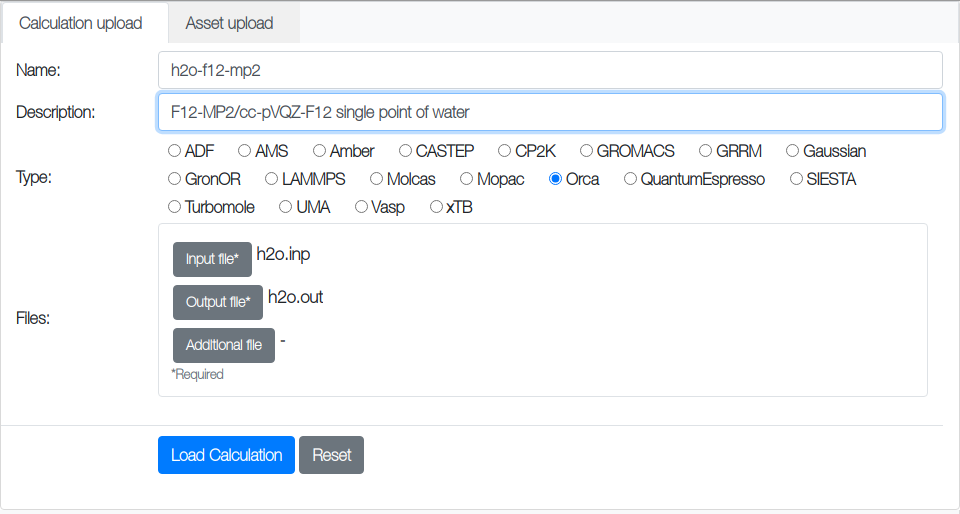 Calculation upload Asset upload
Name: h2o-f12-mp2
Description: F12-MP2/cc-pVQZ-F12 single point of water
ADF AMS Amber CASTEP CP2K GROMACS GRRM Gaussian
Type: GronOR LAMMPS Molcas Mopac Orca QuantumEspresso SIESTA
Turbomole UMA Vasp xTB
Input file* h2o.inp
Output file* h2o.out
Files:
Additional file -
*Required
Load Calculation Reset